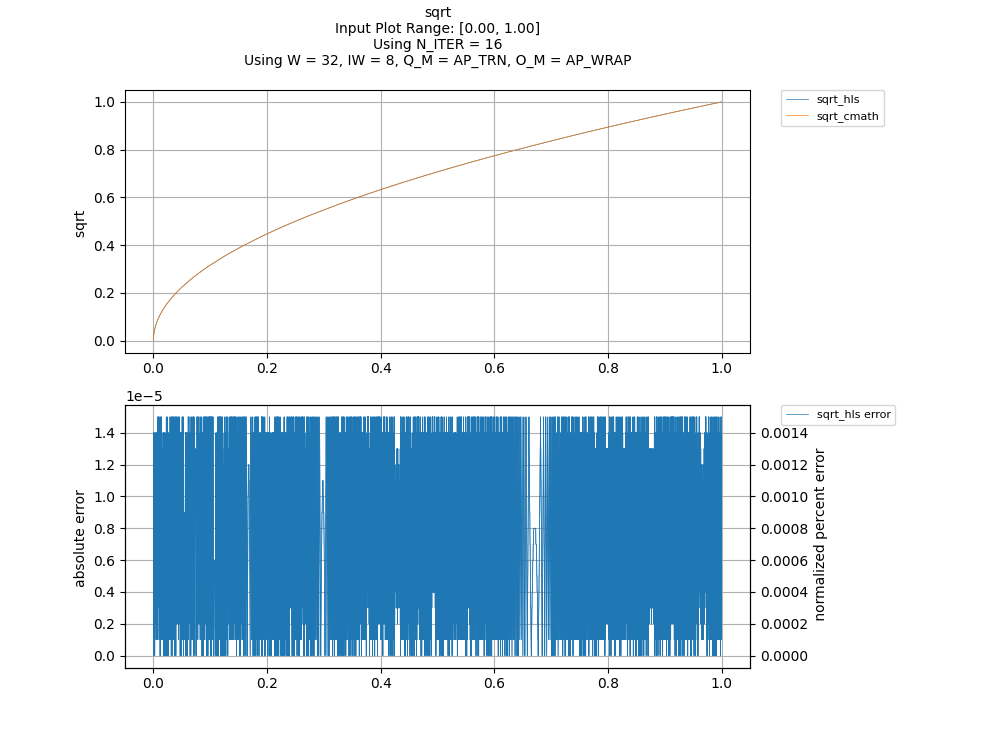 sqrt
Input Plot Range: [0.00, 1.00]
Using N_ITER = 16
Using W = 32, IW = 8, Q_M = AP_TRN, O_M = AP_WRAP
sqrt_hls
sqrt_cmath
1.0
0.8
0.6
0.4
0.2
0.0
sqrt
0.0 0.2 0.4 0.6 0.8 1.0
1e−5
sqrt_hls error
1.4
1.2
1.0
0.8
0.6
0.4
0.2
0.0
absolute error
0.0014
0.0012
0.0010
0.0008
0.0006
0.0004
0.0002
0.0000
normalized percent error
0.0 0.2 0.4 0.6 0.8 1.0